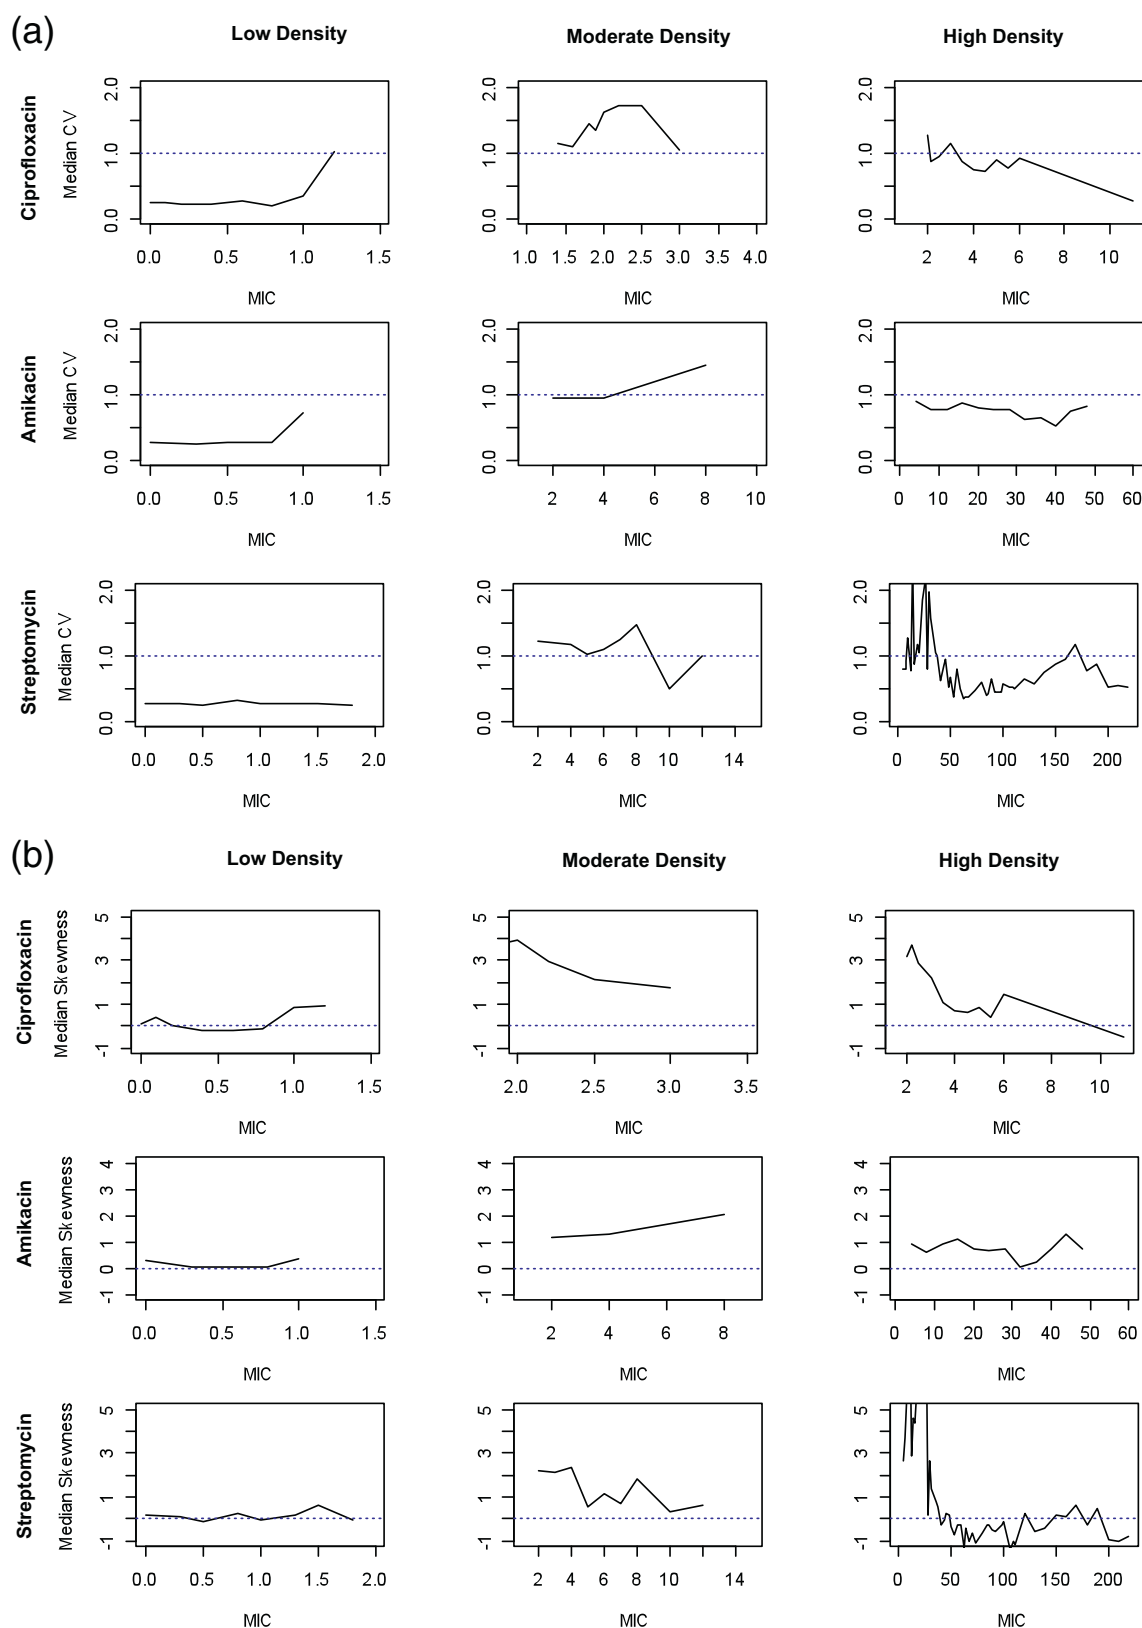 (a)
Low Density Moderate Density High Density
Ciprofloxacin
Median CV
0.0 1.0 2.0
0.0 0.5 1.0 1.5
MIC
1.0 1.5 2.0 2.5 3.0 3.5 4.0
0.0 1.0 2.0
MIC
0.0 1.0 2.0
2 4 6 8 10
MIC
Amikacin
Median CV
0.0 1.0 2.0
0.0 0.5 1.0 1.5
MIC
0.0 1.0 2.0
2 4 6 8 10
MIC
0.0 1.0 2.0
0 10 20 30 40 50 60
MIC
Streptomycin
Median CV
0.0 1.0 2.0
0.0 0.5 1.0 1.5 2.0
MIC
0.0 1.0 2.0
2 4 6 8 10 14
MIC
0.0 1.0 2.0
0 50 100 150 200
MIC
(b)
Low Density Moderate Density High Density
Ciprofloxacin
Median Skewness
-1 1 3 5
0.0 0.5 1.0 1.5
MIC
-1 1 3 5
2.0 2.5 3.0 3.5
MIC
-1 1 3 5
2 4 6 8 10
MIC
Amikacin
Median Skewness
-1 0 1 2 3 4
0.0 0.5 1.0 1.5
MIC
-1 0 1 2 3 4
2 4 6 8
MIC
-1 0 1 2 3 4
0 10 20 30 40 50 60
MIC
Streptomycin
Median Skewness
-1 1 3 5
0.0 0.5 1.0 1.5 2.0
MIC
-1 1 3 5
2 4 6 8 10 14
MIC
-1 1 3 5
0 50 100 150 200
MIC